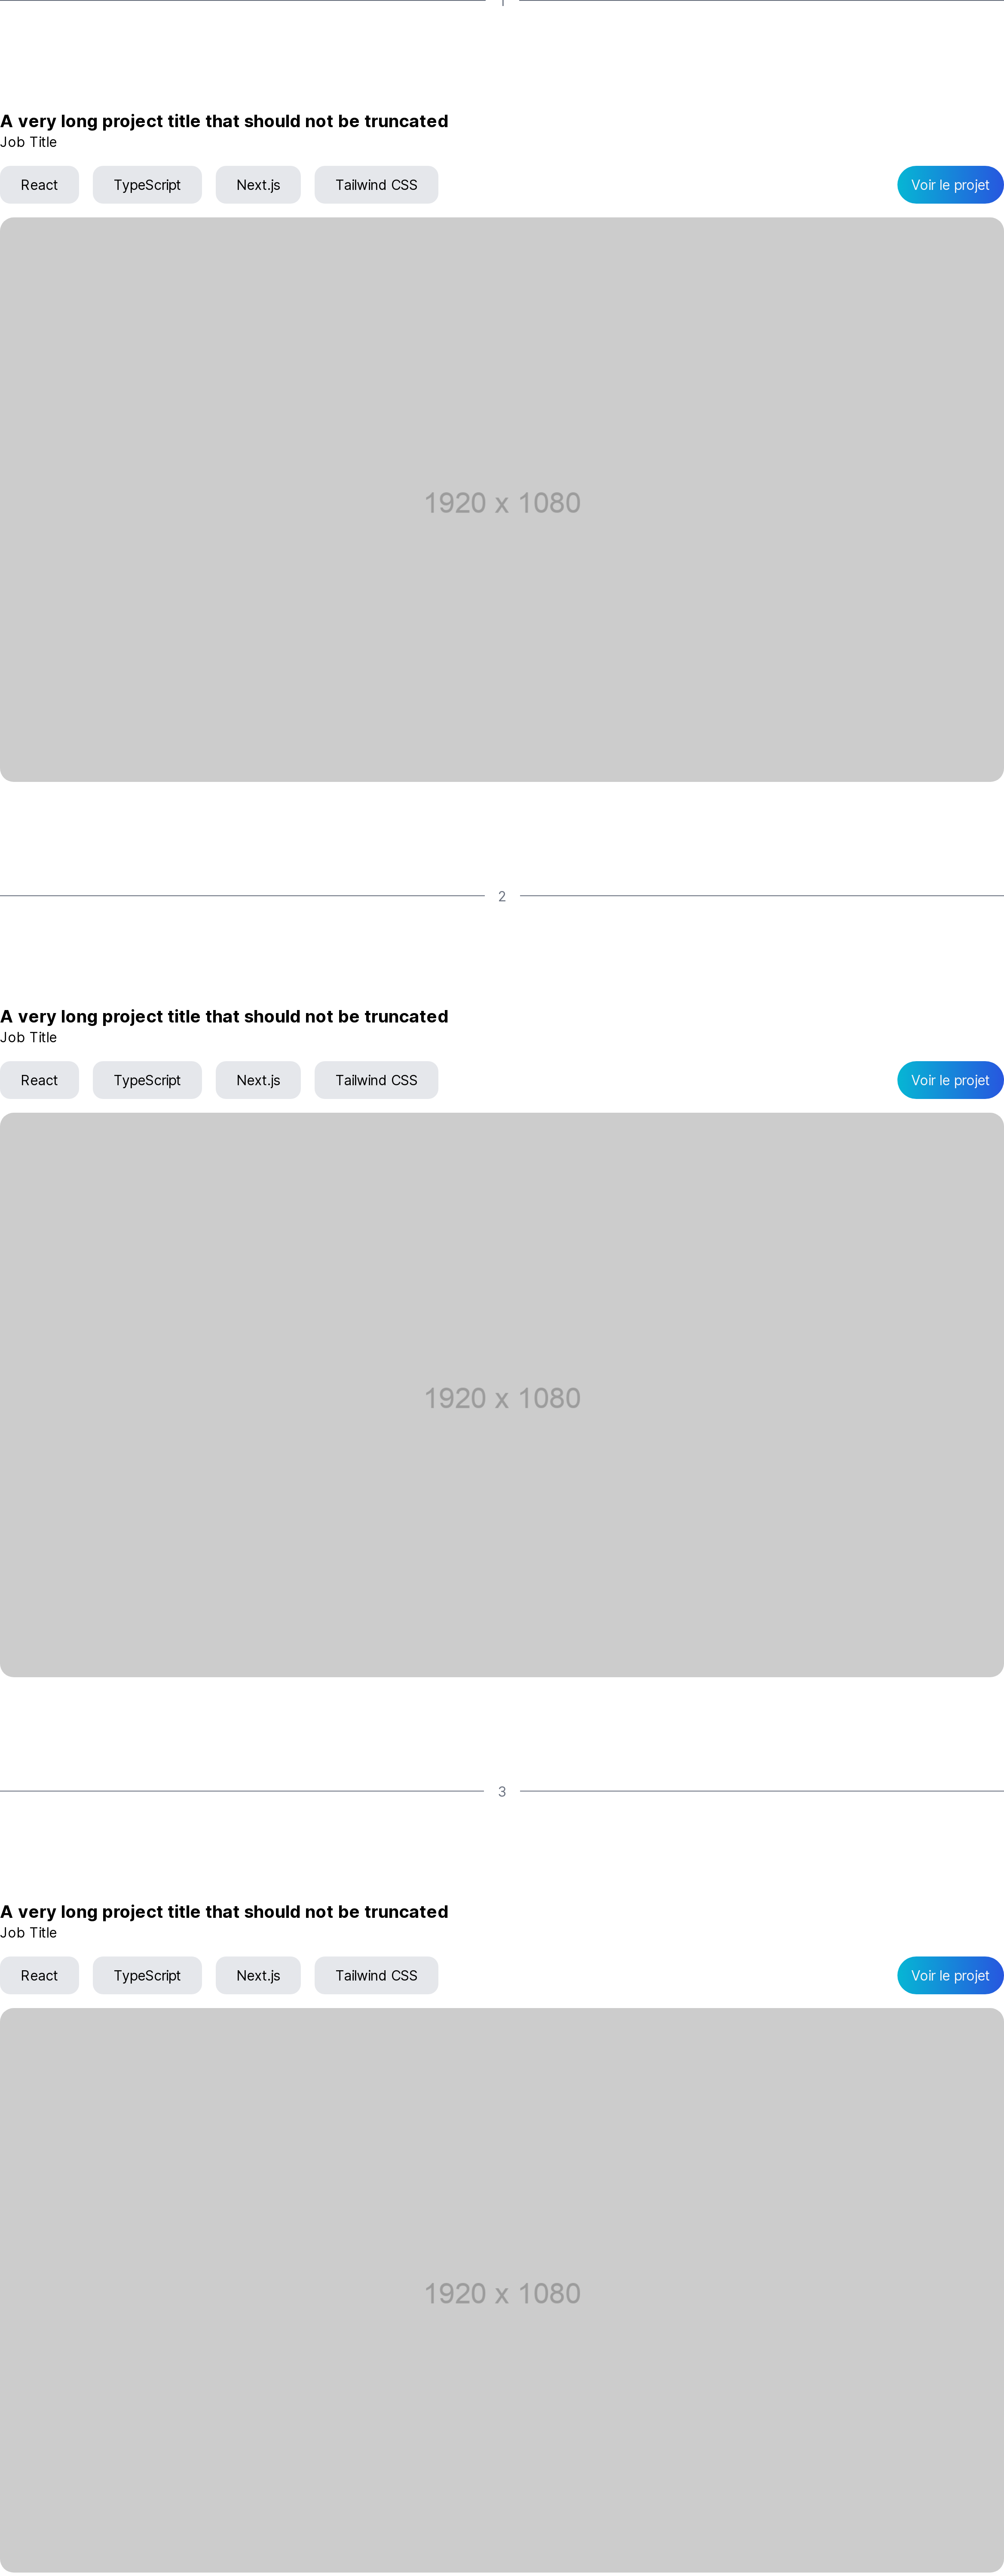 A very long project title that should not be truncated
Job Title
React TypeScript Next.js Tailwind CSS Voir le projet
1920 x 1080
2
A very long project title that should not be truncated
Job Title
React TypeScript Next.js Tailwind CSS Voir le projet
1920 x 1080
3
A very long project title that should not be truncated
Job Title
React TypeScript Next.js Tailwind CSS Voir le projet
1920 x 1080